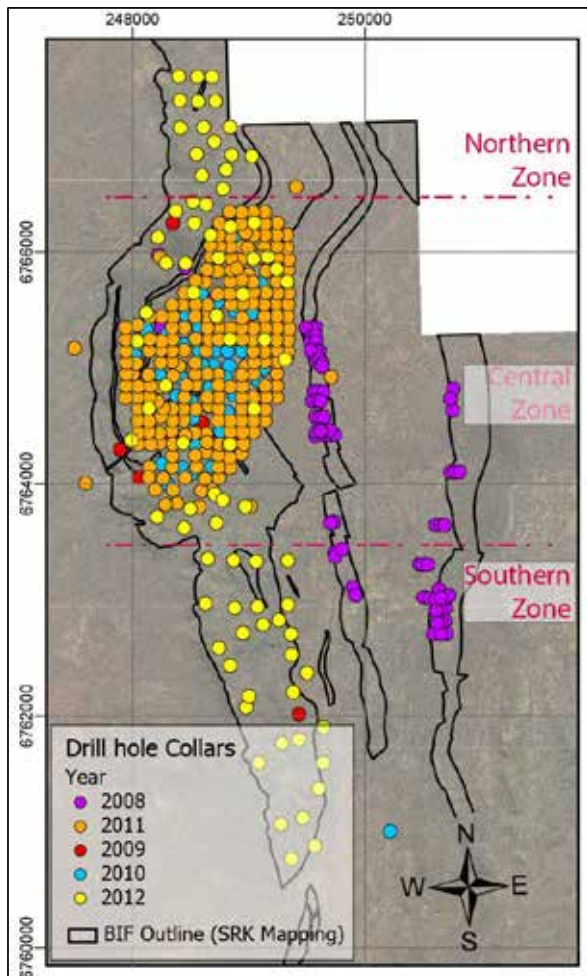 248000
250000
Northern
Zone
6766000
Central
Zone
6764000
Southern
Zone
6762000
Drill hole Collars
Year
2008
2011
2009
2010
2012
BIF Outline (SRK Mapping)
N
W
E
S
6760000